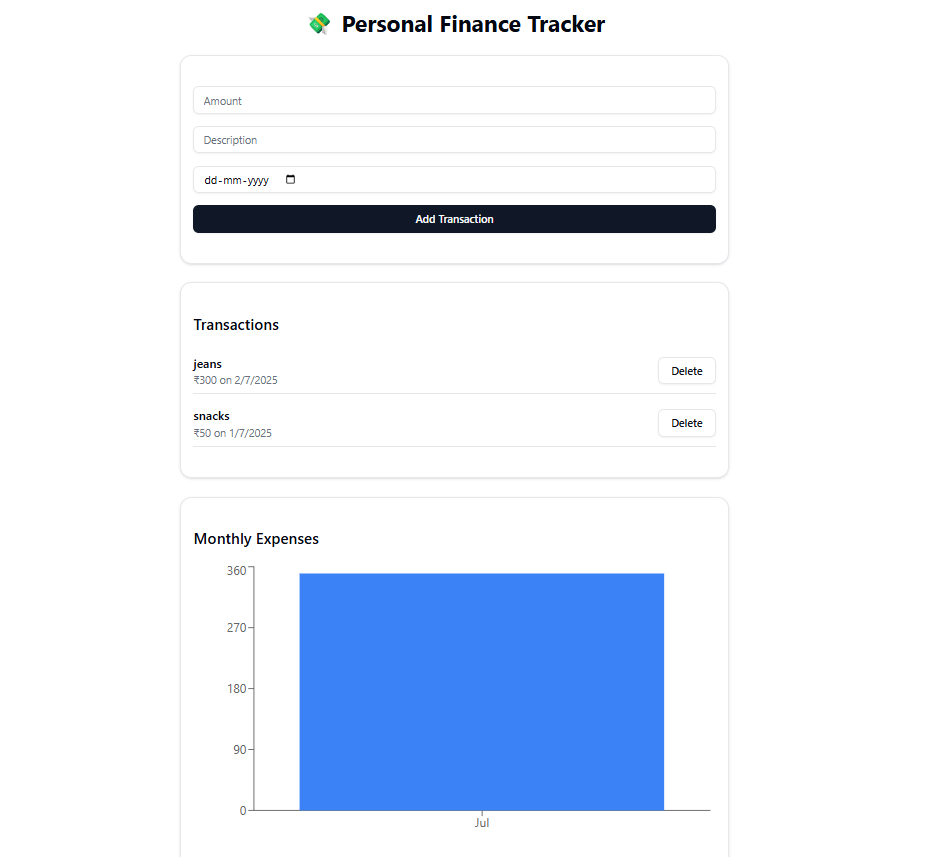 💸 Personal Finance Tracker
Amount
Description
dd-mm-yyyy
Add Transaction
Transactions
jeans
₹300 on 2/7/2025
Delete
snacks
₹50 on 1/7/2025
Delete
Monthly Expenses
360
270
180
90
0
Jul